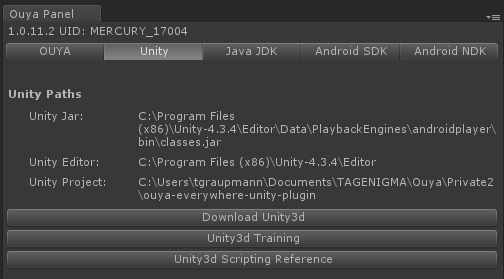 Ouya Panel
1.0.11.2 UID: MERCURY_17004
OUYA Unity Java JDK Android SDK Android NDK
Unity Paths
Unity Jar: C:\Program Files
(x86)\Unity-4.3.4\Editor\Data\PlaybackEngines\androidplayer\
bin\classes.jar
Unity Editor: C:\Program Files (x86)\Unity-4.3.4\Editor
Unity Project: C:\Users\tgraupmann\Documents\TAGENIGMA\Ouya\Private2
\ouya-everywhere-unity-plugin
Download Unity3d
Unity3d Training
Unity3d Scripting Reference